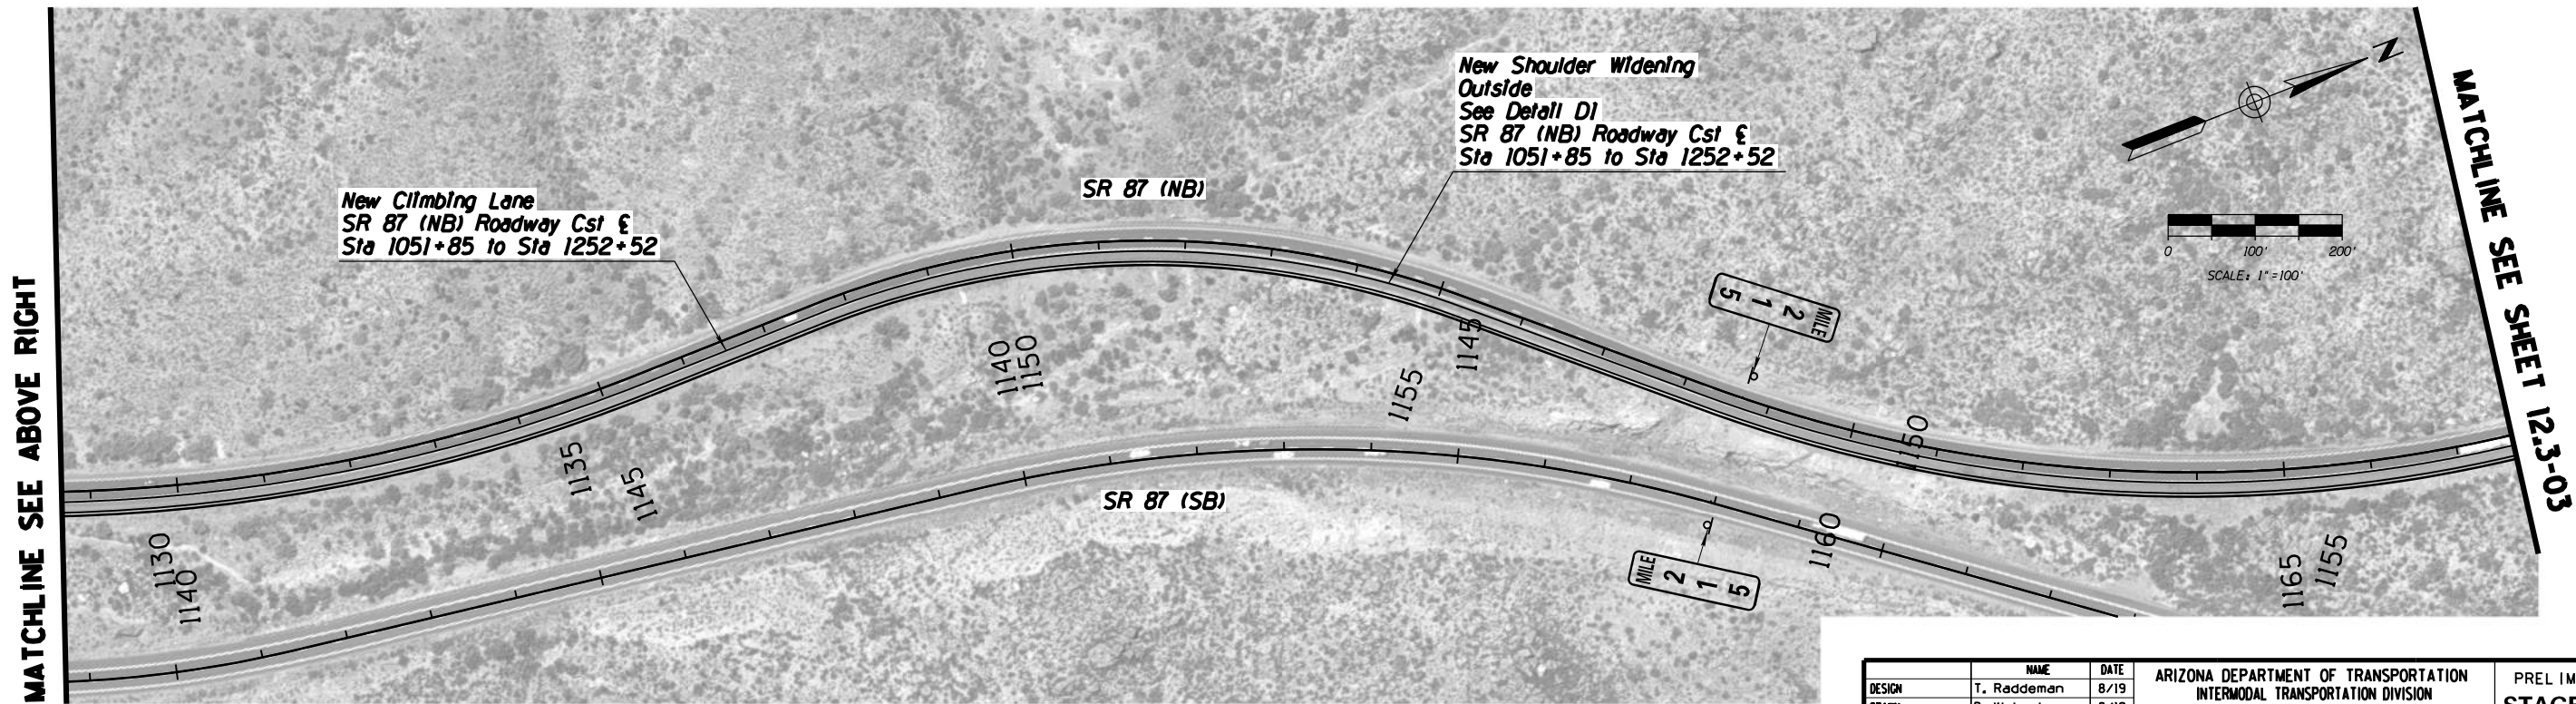 New Climbing Lane
SR 87 (NB) Roadway Cst ℄
Sta 1051+85 to Sta 1252+52
SR 87 (NB)
New Shoulder Widening
Outside
See Detail D1
SR 87 (NB) Roadway Cst ℄
Sta 1051+85 to Sta 1252+52
N
0 100' 200'
SCALE: 1"=100'
MATCHLINE SEE ABOVE RIGHT
MATCHLINE SEE SHEET 12.3-03
MILE 215
1130
1140
1135
1145
1140
1150
1155
1145
1150
1160
1165
1155
SR 87 (SB)
MILE 215
NAME DATE
DESIGN T. Raddeman 8/19
ARIZONA DEPARTMENT OF TRANSPORTATION
INTERMODAL TRANSPORTATION DIVISION